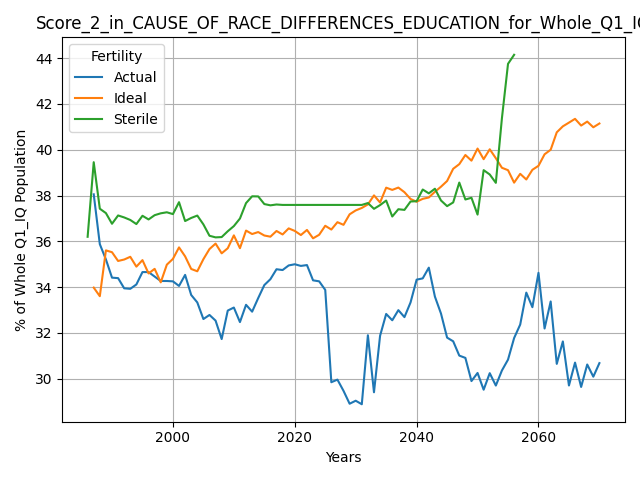 Score_2_in_CAUSE_OF_RACE_DIFFERENCES_EDUCATION_for_Whole_Q1_IQ
Fertility
Actual
Ideal
Sterile
% of Whole Q1_IQ Population
44
42
40
38
36
34
32
30
2000 2020 2040 2060
Years